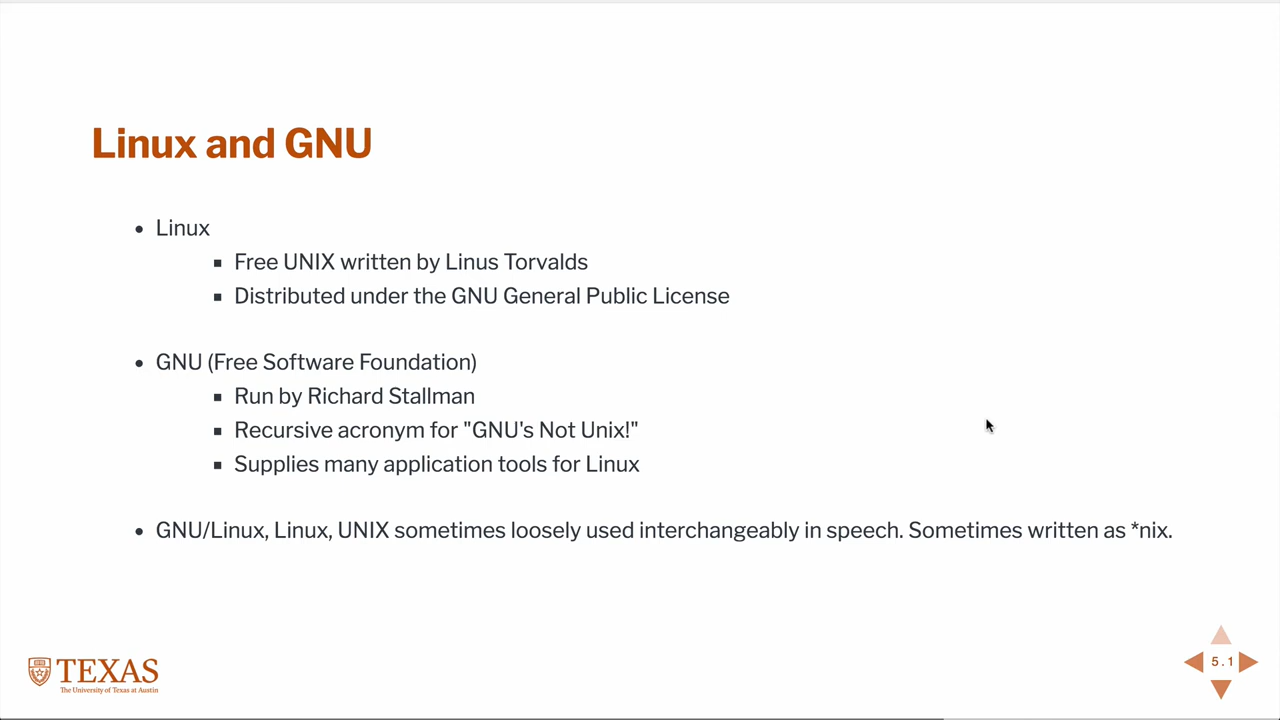 Linux and GNU
• Linux
▪ Free UNIX written by Linus Torvalds
▪ Distributed under the GNU General Public License
• GNU (Free Software Foundation)
▪ Run by Richard Stallman
▪ Recursive acronym for "GNU's Not Unix!"
▪ Supplies many application tools for Linux
• GNU/Linux, Linux, UNIX sometimes loosely used interchangeably in speech. Sometimes written as *nix.
TEXAS
The University of Texas at Austin
5.1